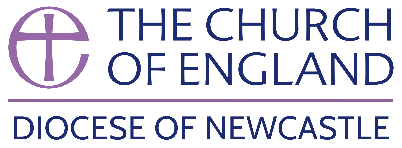 THE CHURCH
OF ENGLAND
DIOCESE OF NEWCASTLE